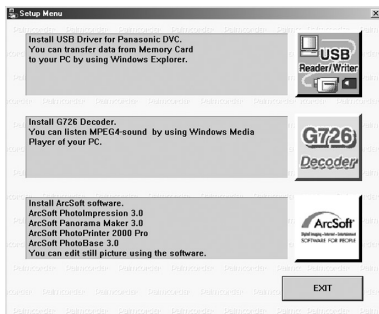 Setup Menu
Install USB Driver for Panasonic DVC.
You can transfer data from Memory Card
to your PC by using Windows Explorer.
USB
Reader/Writer
Install G726 Decoder.
You can listen MPEG4-sound by using Windows Media
Player of your PC.
G726
Decoder
Install ArcSoft software.
ArcSoft PhotoImpression 3.0
ArcSoft Panorama Maker 3.0
ArcSoft PhotoPrinter 2000 Pro
ArcSoft PhotoBase 3.0
You can edit still picture using the software.
ArcSoft
SOFTWARE FOR PEOPLE
EXIT